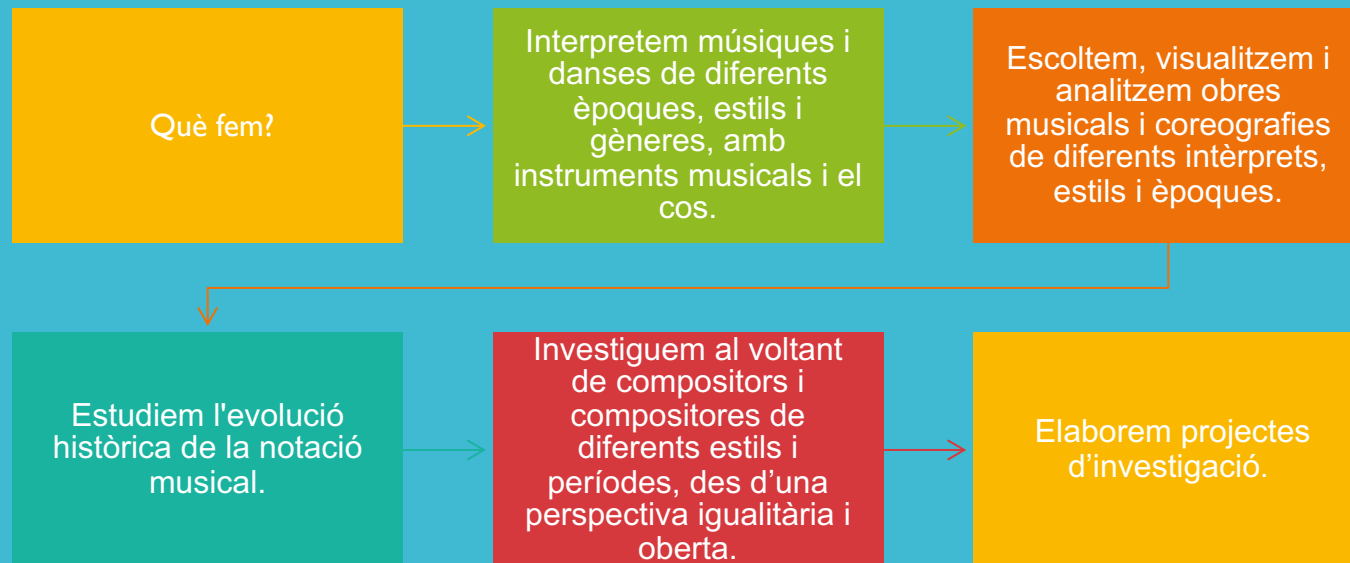 Què fem?
Interpretem músiques i
danses de diferents
èpoques, estils i
gèneres, amb
instruments musicals i el
cos.
Escoltem, visualitzem i
analitzem obres
musicals i coreografies
de diferents intèrprets,
estils i èpoques.
Estudiem l'evolució
històrica de la notació
musical.
Investiguem al voltant
de compositors i
compositores de
diferents estils i
períodes, des d’una
perspectiva igualitària i
oberta.
Elaborem projectes
d’investigació.